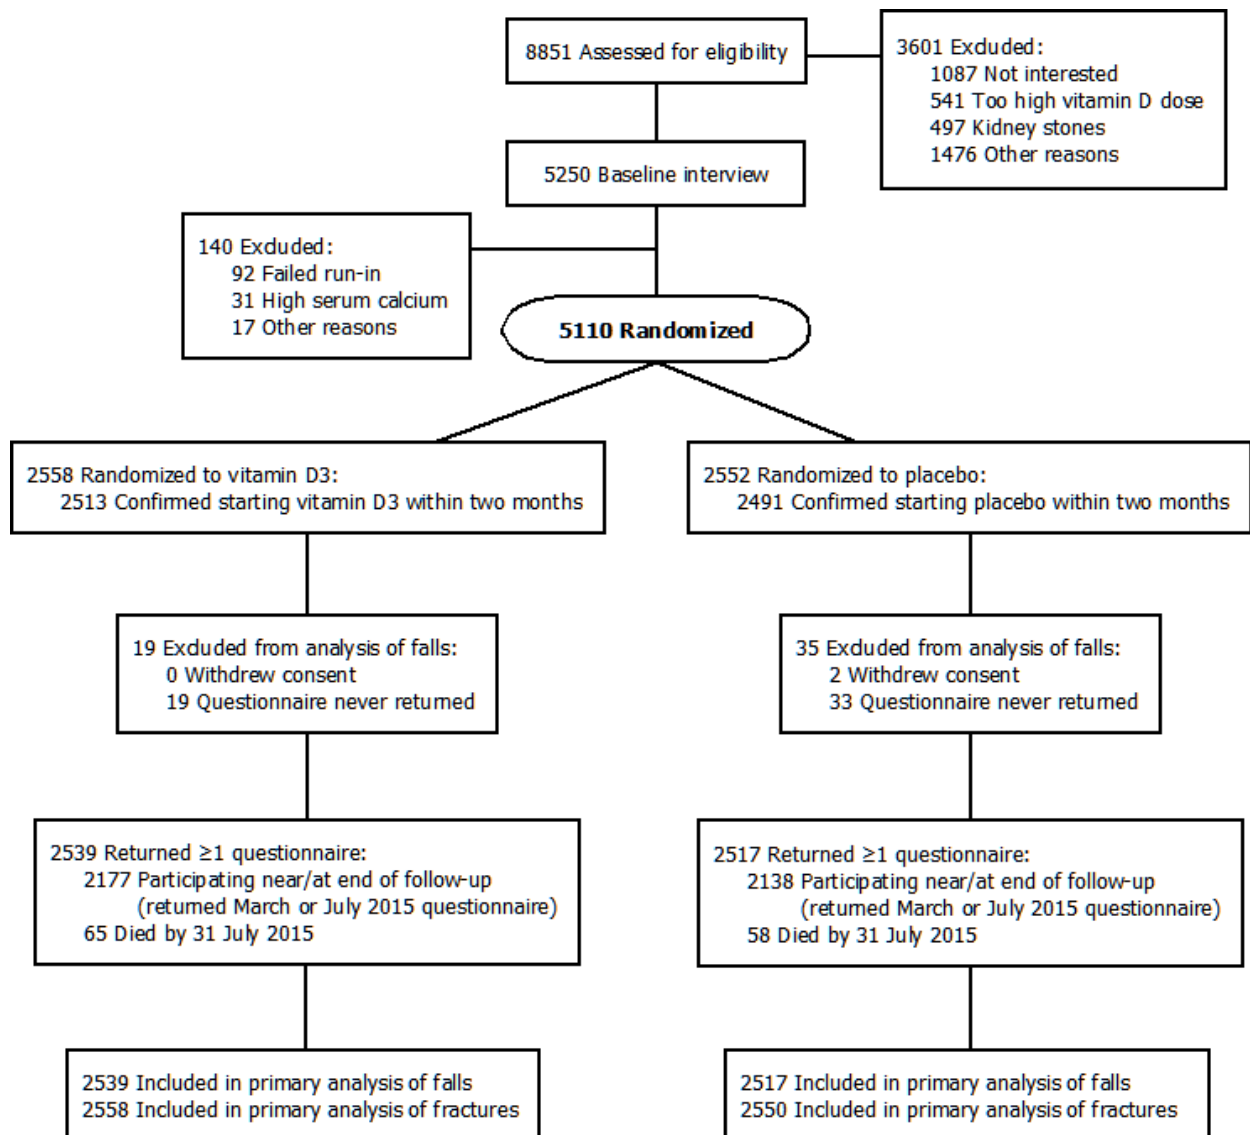 8851 Assessed for eligibility
3601 Excluded:
1087 Not interested
541 Too high vitamin D dose
497 Kidney stones
1476 Other reasons
5250 Baseline interview
140 Excluded:
92 Failed run-in
31 High serum calcium
17 Other reasons
5110 Randomized
2558 Randomized to vitamin D3:
2513 Confirmed starting vitamin D3 within two months
2552 Randomized to placebo:
2491 Confirmed starting placebo within two months
19 Excluded from analysis of falls:
0 Withdrew consent
19 Questionnaire never returned
35 Excluded from analysis of falls:
2 Withdrew consent
33 Questionnaire never returned
2539 Returned ≥1 questionnaire:
2177 Participating near/at end of follow-up
(returned March or July 2015 questionnaire)
65 Died by 31 July 2015
2517 Returned ≥1 questionnaire:
2138 Participating near/at end of follow-up
(returned March or July 2015 questionnaire)
58 Died by 31 July 2015
2539 Included in primary analysis of falls
2558 Included in primary analysis of fractures
2517 Included in primary analysis of falls
2550 Included in primary analysis of fractures